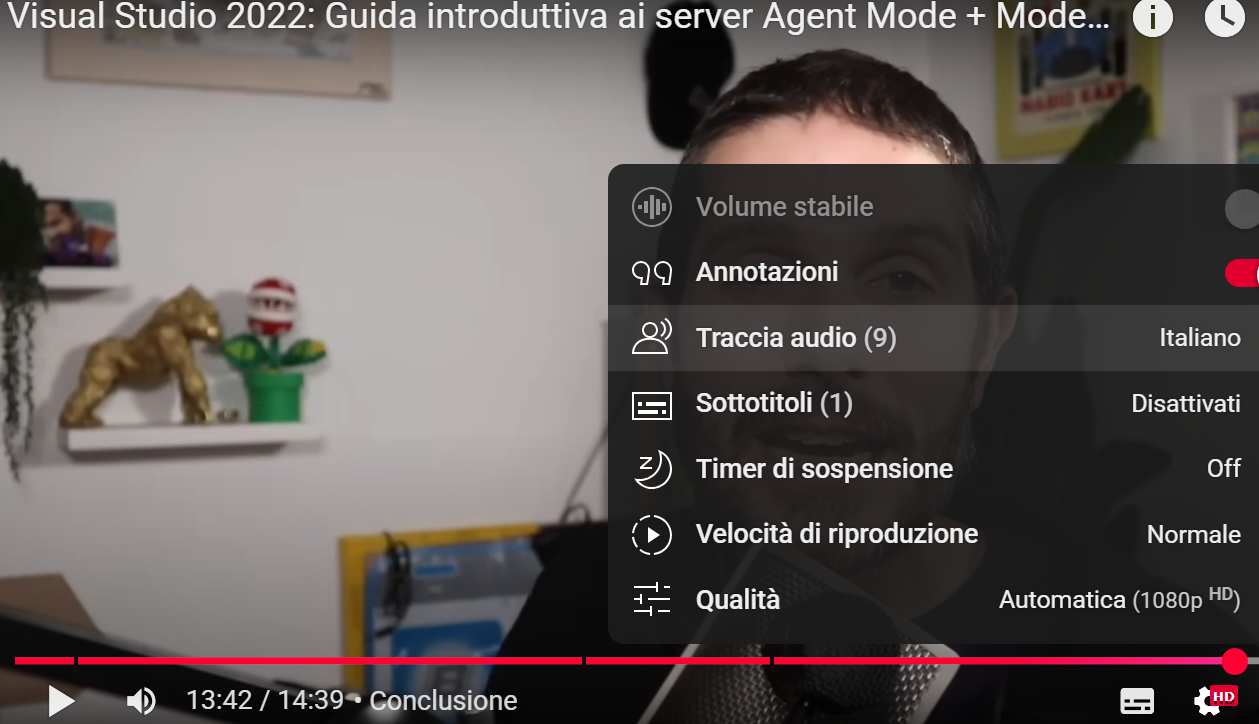 Visual Studio 2022: Guida introduttiva ai server Agent Mode + Mode...
MARIO KART
Volume stabile
Annotazioni
Traccia audio (9) Italiano
Sottotitoli (1) Disattivati
Timer di sospensione Off
Velocità di riproduzione Normale
Qualità Automatica (1080p HD)
13:42 / 14:39 • Conclusione
HD